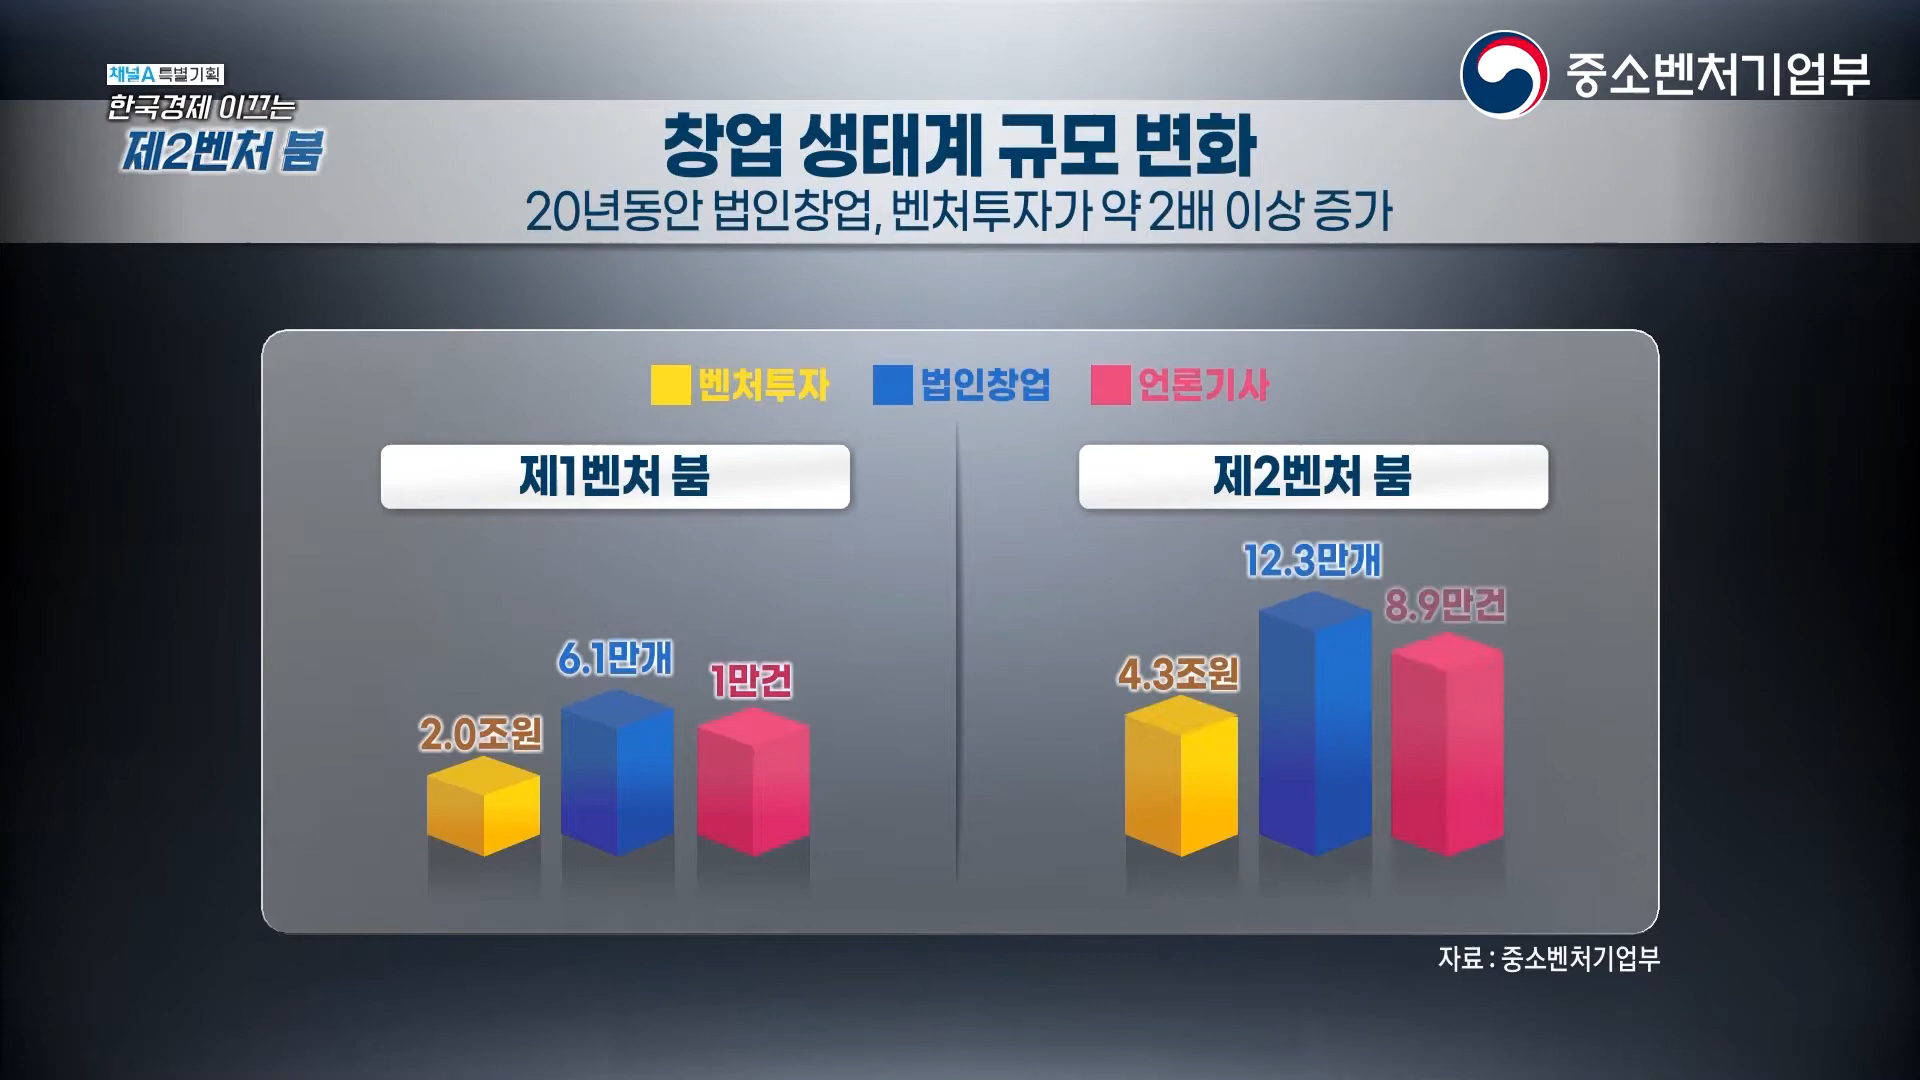 채널A 특별기획
한국경제 이끄는
제2벤처 붐
중소벤처기업부
창업 생태계 규모 변화
20년동안 법인창업, 벤처투자가 약 2배 이상 증가
벤처투자 법인창업 언론기사
제1벤처 붐
2.0조원
6.1만개
1만건
제2벤처 붐
4.3조원
12.3만개
8.9만건
자료 : 중소벤처기업부